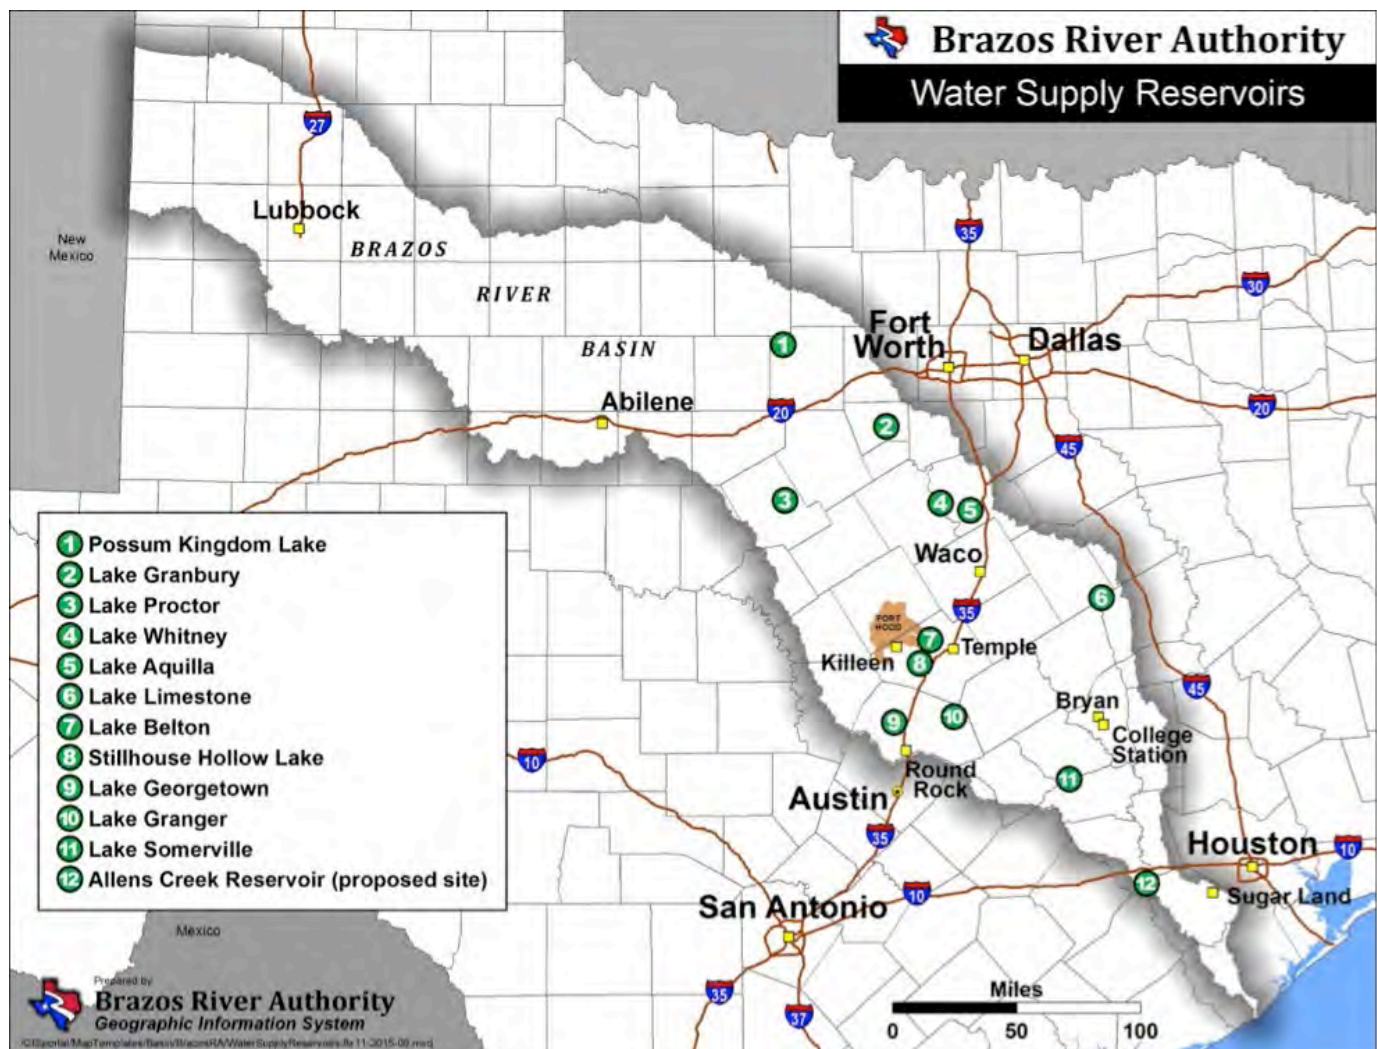 Brazos River Authority
Water Supply Reservoirs
27
Lubbock
New
Mexico
BRAZOS
35
RIVER
30
Fort
Worth
Dallas
1
BASIN
Abilene
20
20
2
45
3
4
5
Waco
6
35
FORT
HOOD
7
Temple
Killeen
8
45
Bryan
9
10
College
Station
10
Round
Rock
11
Austin
35
Houston
10
12
10
Sugar Land
San Antonio
35
37
Miles
0 50 100
1 Possum Kingdom Lake
2 Lake Granbury
3 Lake Proctor
4 Lake Whitney
5 Lake Aquilla
6 Lake Limestone
7 Lake Belton
8 Stillhouse Hollow Lake
9 Lake Georgetown
10 Lake Granger
11 Lake Somerville
12 Allens Creek Reservoir (proposed site)
Mexico
Prepared by
Brazos River Authority
Geographic Information System